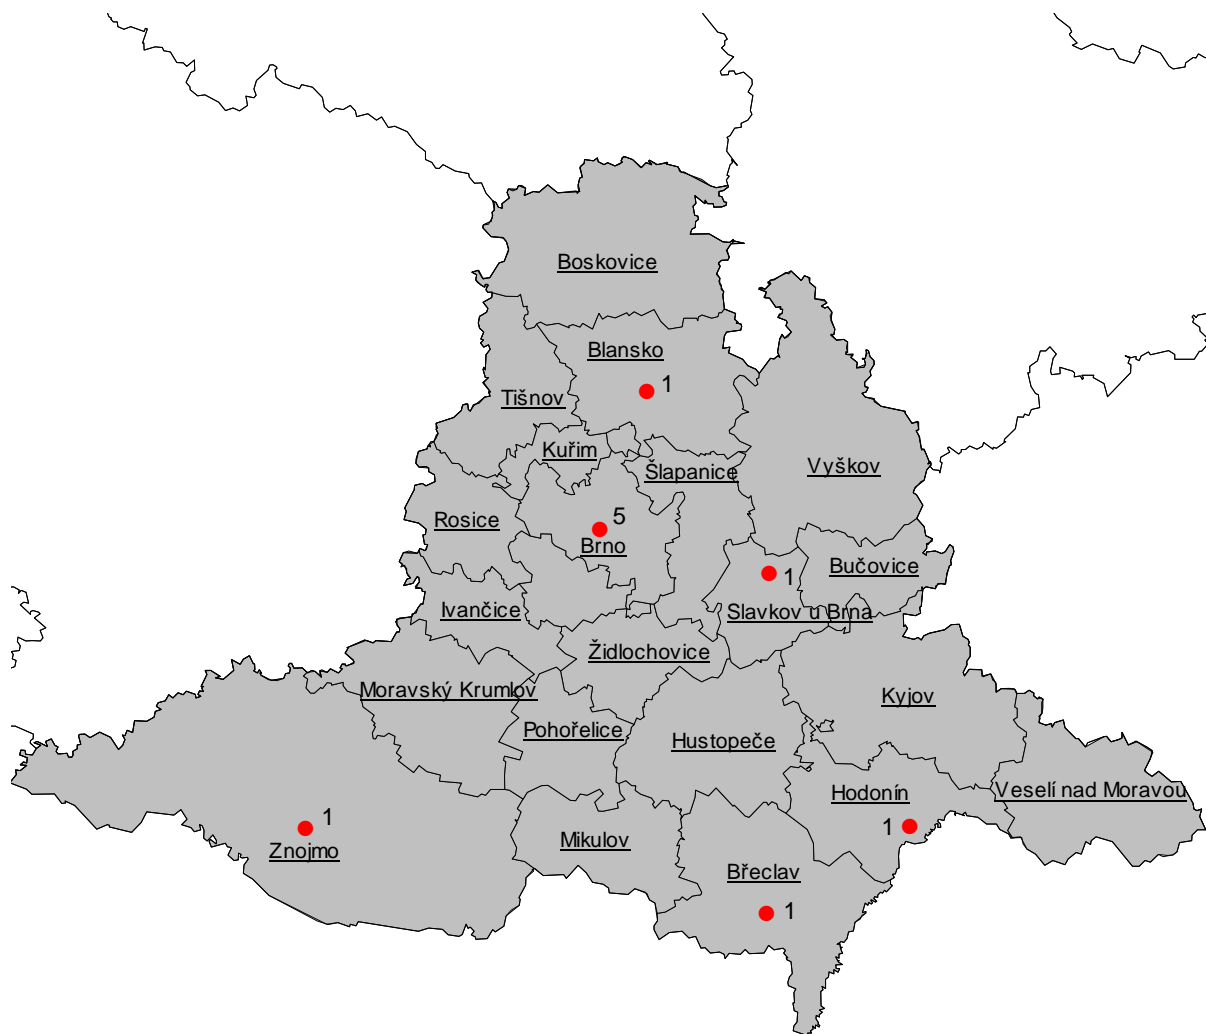 Boskovice
Blansko
1
Tišnov
Kuřim
Šlapanice
Vyškov
Rosice
5
Brno
Bučovice
1
Ivančice
Slavkov u Brna
Židlochovice
Moravský Krumlov
Kyjov
Pohořelice
Hustopeče
Hodonín
Veselí nad Moravou
1
Znojmo
Mikulov
1
Břeclav
1